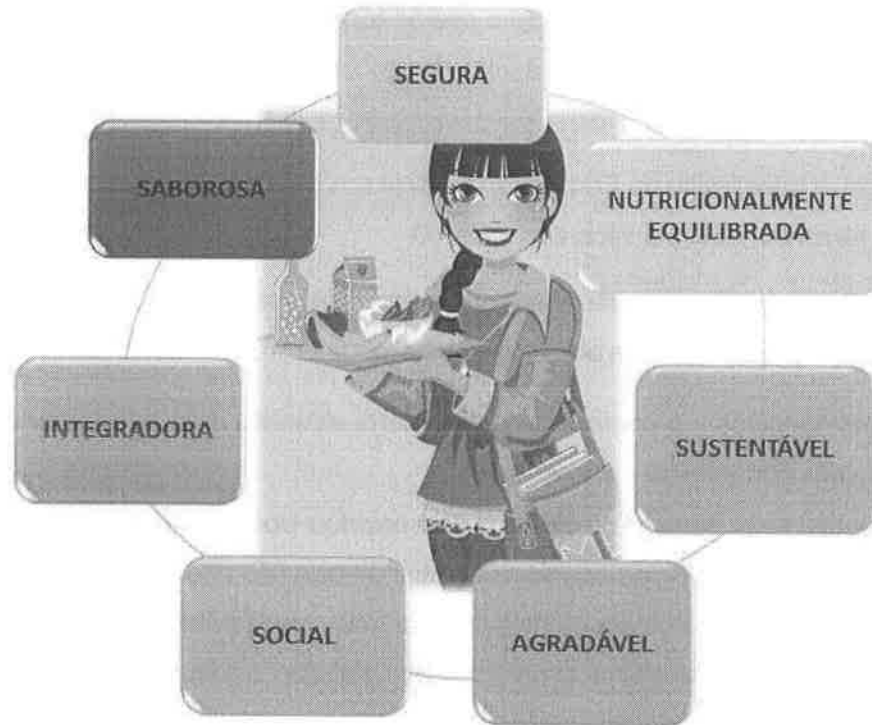 SEGURA
NUTRICIONALMENTE
EQUILIBRADA
SUSTENTÁVEL
AGRADÁVEL
SOCIAL
INTEGRADORA
SABOROSA